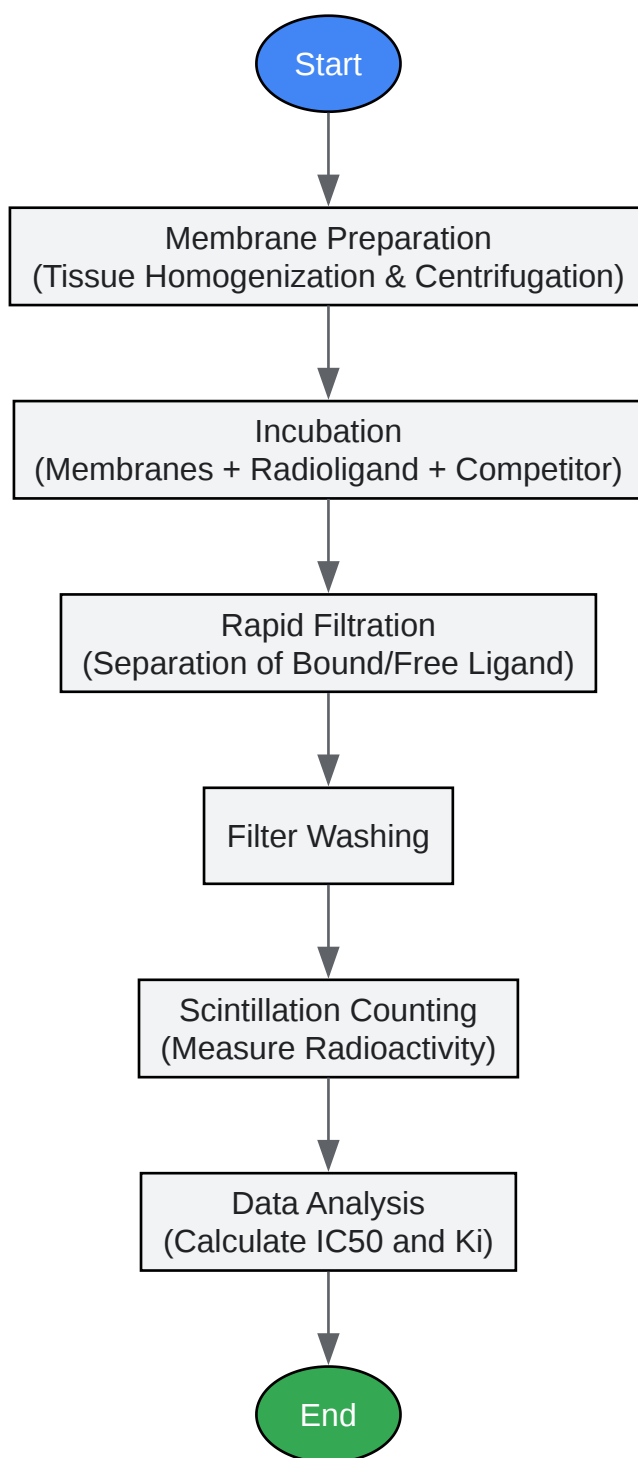 Start
Membrane Preparation
(Tissue Homogenization & Centrifugation)
Incubation
(Membranes + Radioligand + Competitor)
Rapid Filtration
(Separation of Bound/Free Ligand)
Filter Washing
Scintillation Counting
(Measure Radioactivity)
Data Analysis
(Calculate IC50 and Ki)
End